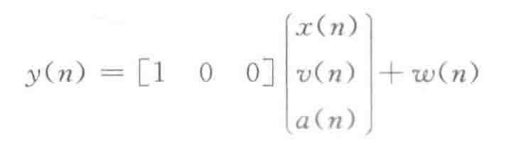 y(n) = [1 0 0] [x(n) v(n) a(n)] + w(n)